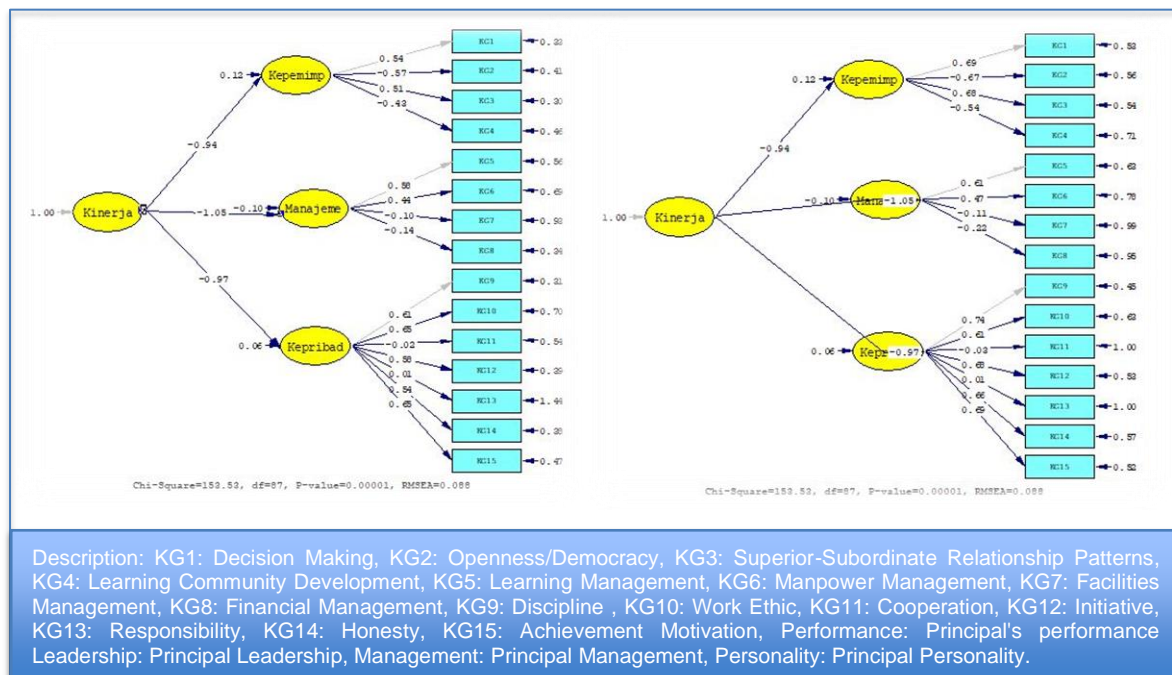 KG1
0.33
0.54
0.12
Kepemimp
-0.57
KG2
0.41
0.51
KG3
0.30
-0.43
KG4
0.46
-0.94
KG5
0.56
0.58
KG6
0.69
0.44
1.00
Kinerja
-1.05
-0.10
Manajeme
-0.10
KG7
0.93
-0.14
KG8
0.34
-0.97
KG9
0.31
0.61
KG10
0.70
0.65
0.06
Kepribad
-0.02
KG11
0.54
0.58
KG12
0.39
0.01
KG13
1.44
0.54
KG14
0.65
KG15
0.47
Chi-Square=153.53, df=87, P-value=0.00001, RMSEA=0.088
KG1
0.53
0.69
0.12
Kepemimp
-0.67
KG2
0.56
0.68
KG3
0.54
-0.54
KG4
0.71
-0.94
KG5
0.63
0.61
KG6
0.78
0.47
1.00
Kinerja
-0.10
-1.05
-0.11
KG7
0.99
-0.22
KG8
0.95
KG9
0.45
0.74
KG10
0.63
0.61
0.06
-0.97
-0.03
KG11
1.00
0.68
KG12
0.53
0.01
KG13
1.00
0.66
KG14
0.57
0.69
KG15
0.52
Chi-Square=153.53, df=87, P-value=0.00001, RMSEA=0.088
Description: KG1: Decision Making, KG2: Openness/Democracy, KG3: Superior-Subordinate Relationship Patterns,
KG4: Learning Community Development, KG5: Learning Management, KG6: Manpower Management, KG7: Facilities
Management, KG8: Financial Management, KG9: Discipline , KG10: Work Ethic, KG11: Cooperation, KG12: Initiative,
KG13: Responsibility, KG14: Honesty, KG15: Achievement Motivation, Performance: Principal's performance
Leadership: Principal Leadership, Management: Principal Management, Personality: Principal Personality.